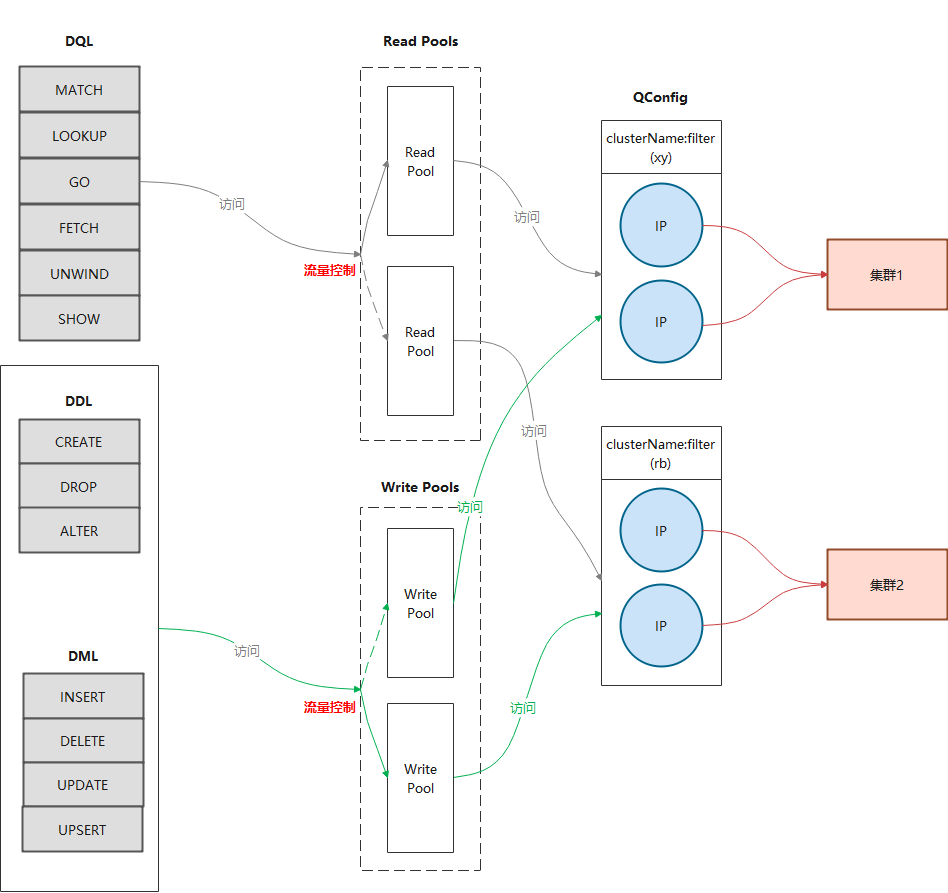 DQL
MATCH
LOOKUP
GO
FETCH
UNWIND
SHOW
DDL
CREATE
DROP
ALTER
DML
INSERT
DELETE
UPDATE
UPSERT
访问
流量控制
访问
流量控制
Read Pools
Read
Pool
Read
Pool
Write Pools
Write
Pool
Write
Pool
访问
访问
访问
访问
QConfig
clusterName:filter
(xy)
IP
IP
clusterName:filter
(rb)
IP
IP
集群1
集群2